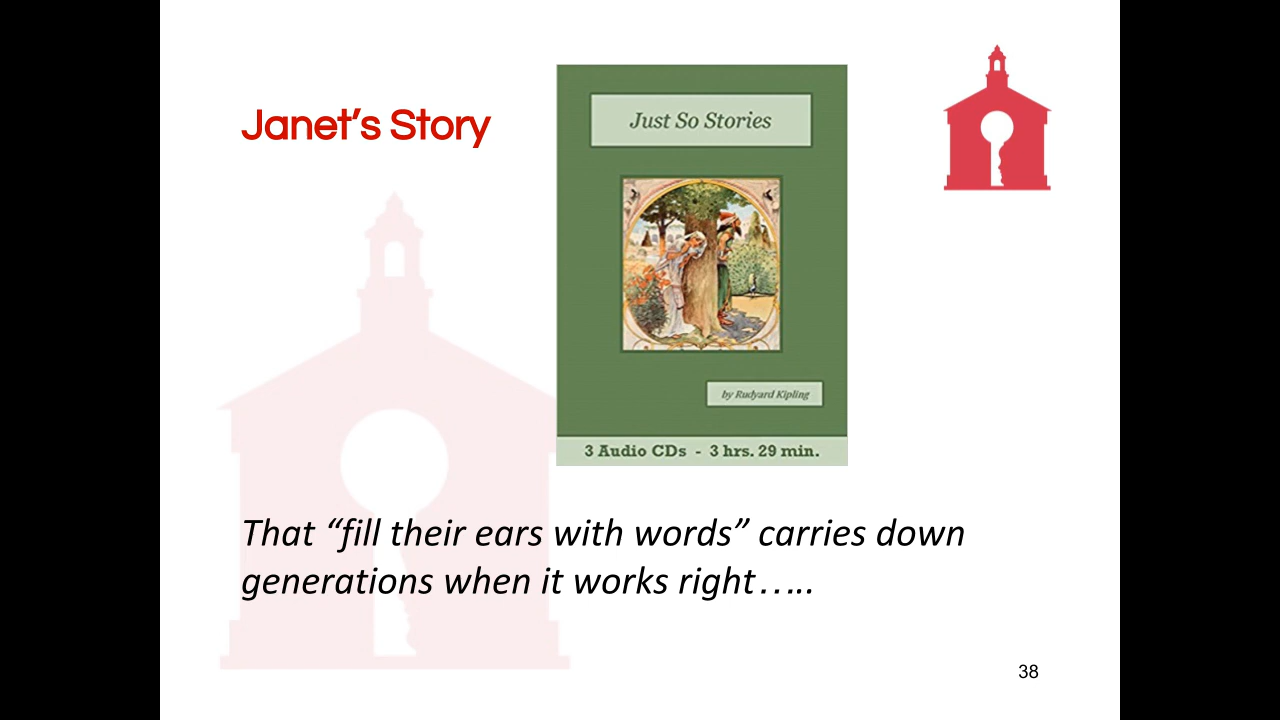 Janet’s Story
Just So Stories
by Rudyard Kipling
3 Audio CDs - 3 hrs. 29 min.
That “fill their ears with words” carries down
generations when it works right…..
38